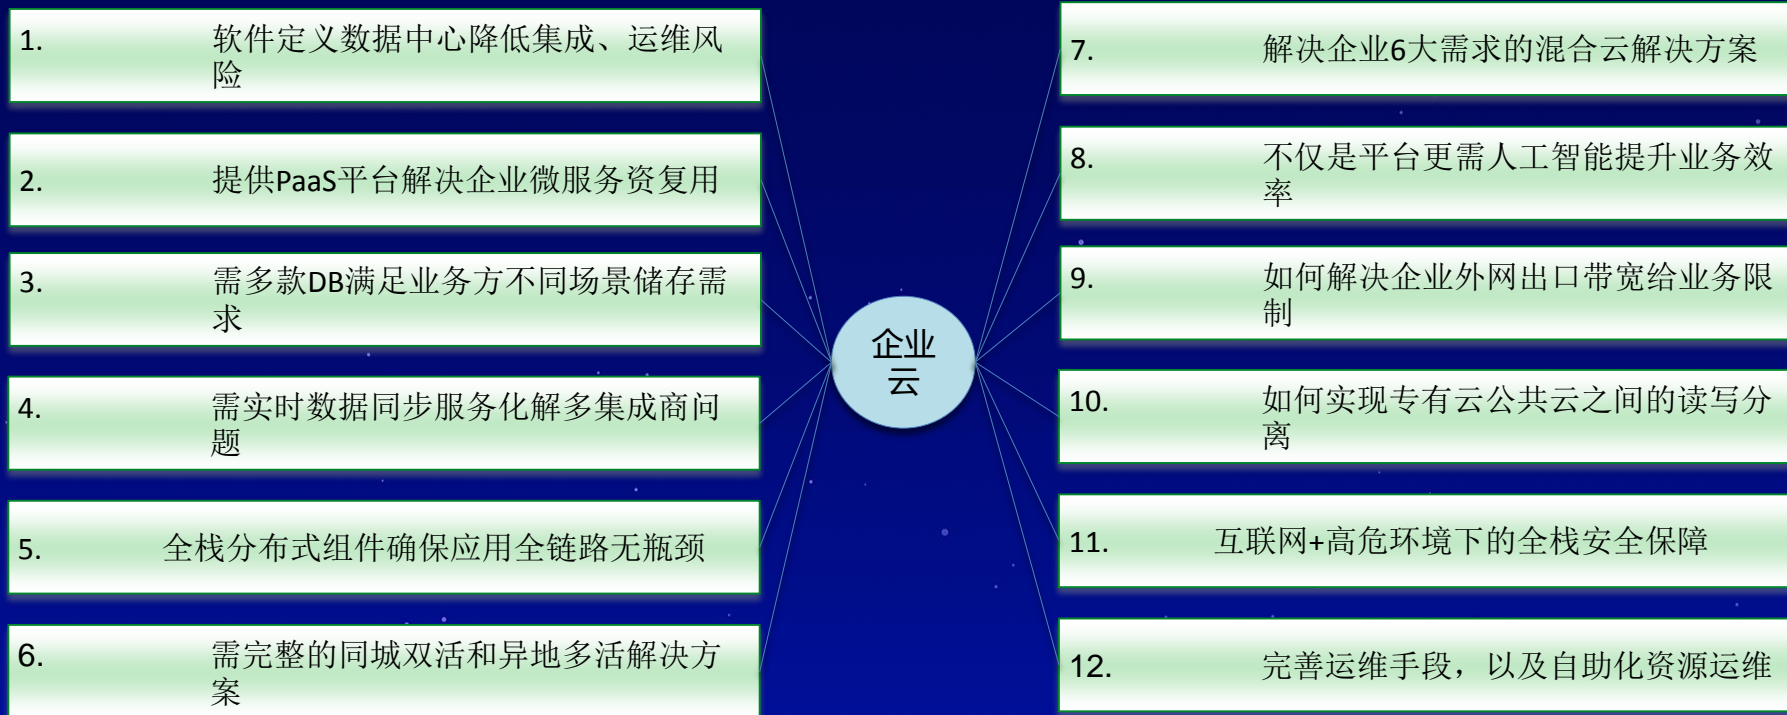 1. 软件定义数据中心降低集成、运维风
险
2. 提供PaaS平台解决企业微服务资复用
3. 需多款DB满足业务方不同场景储存需
求
4. 需实时数据同步服务化解多集成商问
题
5. 全栈分布式组件确保应用全链路无瓶颈
6. 需完整的同城双活和异地多活解决方
案
企业
云
7. 解决企业6大需求的混合云解决方案
8. 不仅是平台更需人工智能提升业务效
率
9. 如何解决企业外网出口带宽给业务限
制
10. 如何实现专有云公共云之间的读写分
离
11. 互联网+高危环境下的全栈安全保障
12. 完善运维手段，以及自助化资源运维